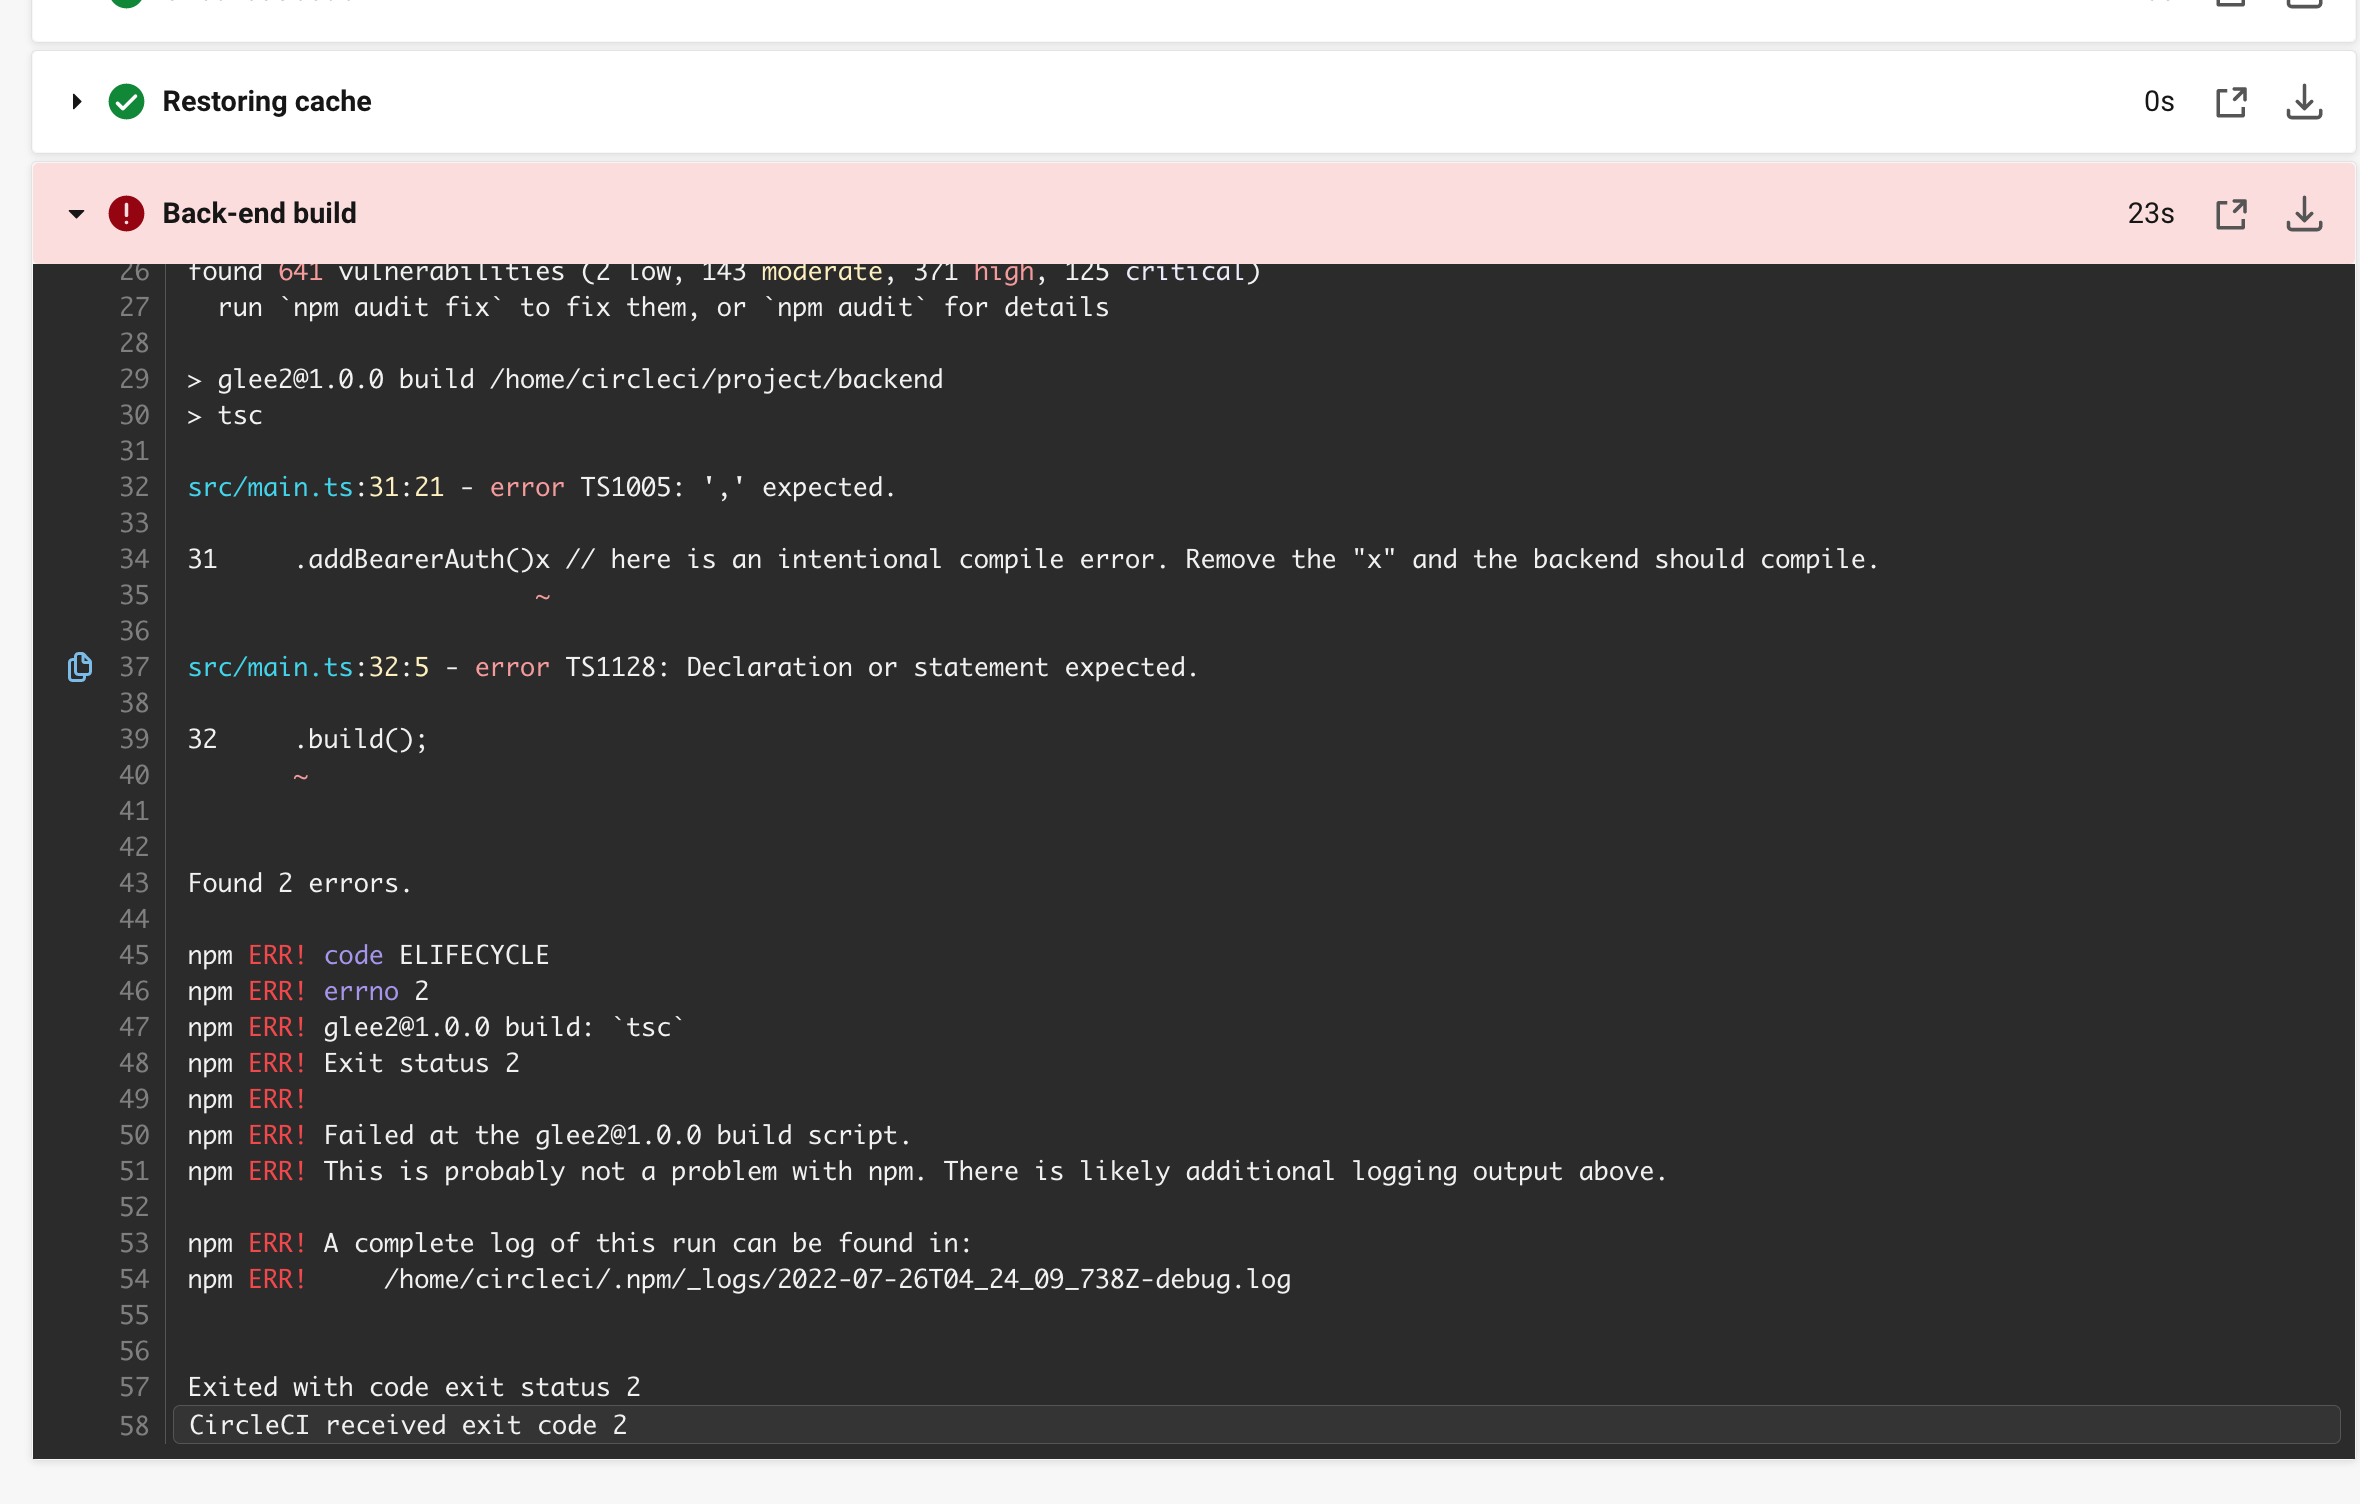 Restoring cache 0s
Back-end build 23s
26 found 641 vulnerabilities (2 low, 143 moderate, 371 high, 125 critical)
27 run `npm audit fix` to fix them, or `npm audit` for details
28
29 > glee2@1.0.0 build /home/circleci/project/backend
30 > tsc
31
32 src/main.ts:31:21 - error TS1005: ',' expected.
33
34 31     .addBearerAuth()x // here is an intentional compile error. Remove the "x" and the backend should compile.
35 ~
36
37 src/main.ts:32:5 - error TS1128: Declaration or statement expected.
38
39 32     .build();
40 ~
41
42
43 Found 2 errors.
44
45 npm ERR! code ELIFECYCLE
46 npm ERR! errno 2
47 npm ERR! glee2@1.0.0 build: `tsc`
48 npm ERR! Exit status 2
49 npm ERR!
50 npm ERR! Failed at the glee2@1.0.0 build script.
51 npm ERR! This is probably not a problem with npm. There is likely additional logging output above.
52
53 npm ERR! A complete log of this run can be found in:
54 npm ERR!     /home/circleci/.npm/_logs/2022-07-26T04_24_09_738Z-debug.log
55
56
57 Exited with code exit status 2
58 CircleCI received exit code 2